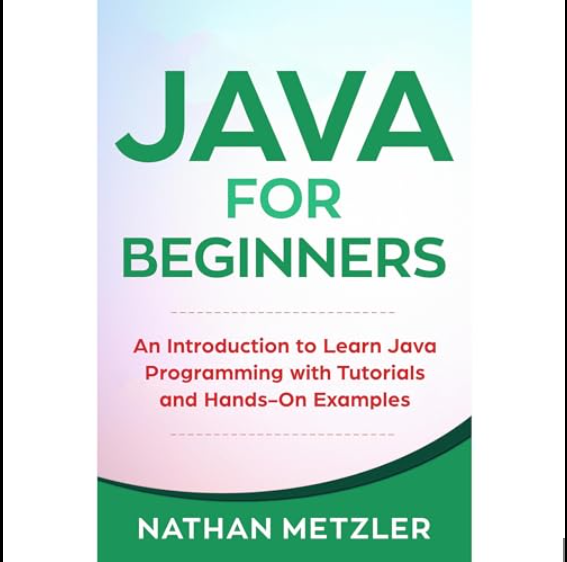 JAVA
FOR
BEGINNERS
An Introduction to Learn Java
Programming with Tutorials
and Hands-On Examples
NATHAN METZLER